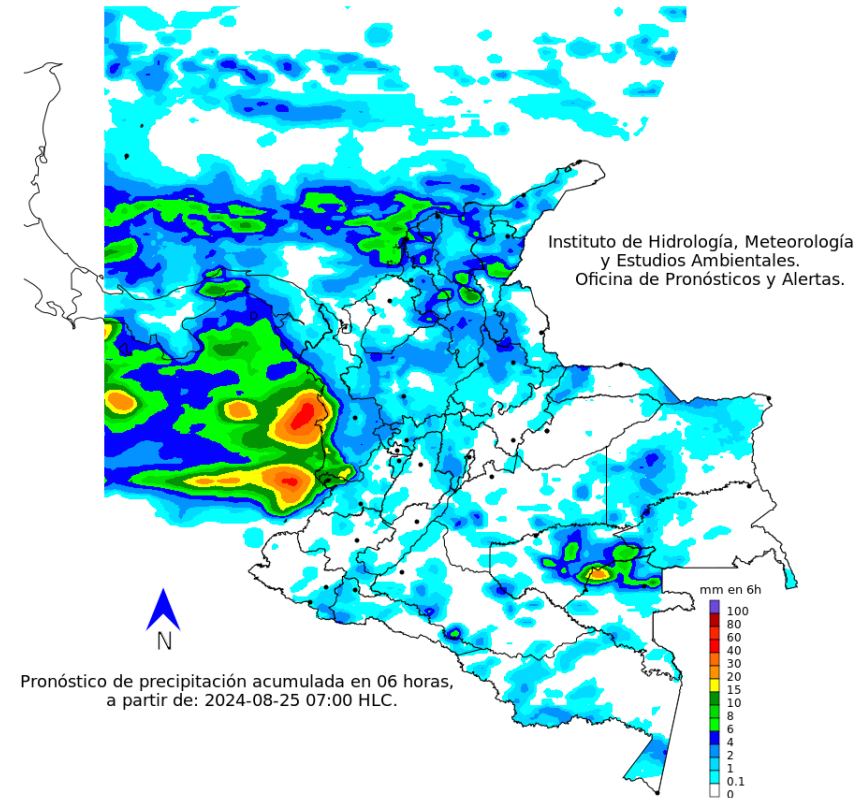 Instituto de Hidrología, Meteorología
y Estudios Ambientales.
Oficina de Pronósticos y Alertas.
mm en 6h
100
80
60
40
30
20
15
10
8
6
4
2
1
0.1
0
N
Pronóstico de precipitación acumulada en 06 horas,
a partir de: 2024-08-25 07:00 HLC.